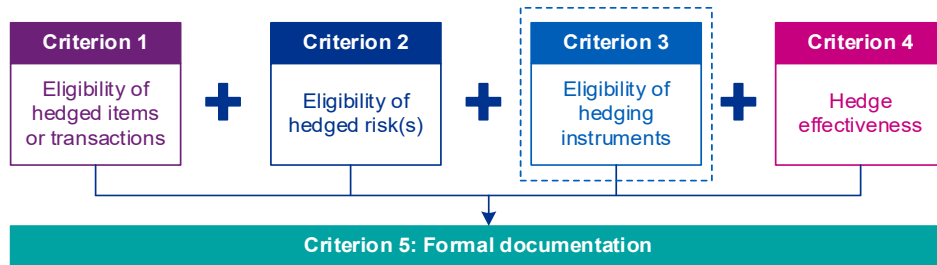 Criterion 1
Eligibility of
hedged items
or transactions
Criterion 2
Eligibility of
hedged risk(s)
Criterion 3
Eligibility of
hedging
instruments
Criterion 4
Hedge
effectiveness
Criterion 5: Formal documentation